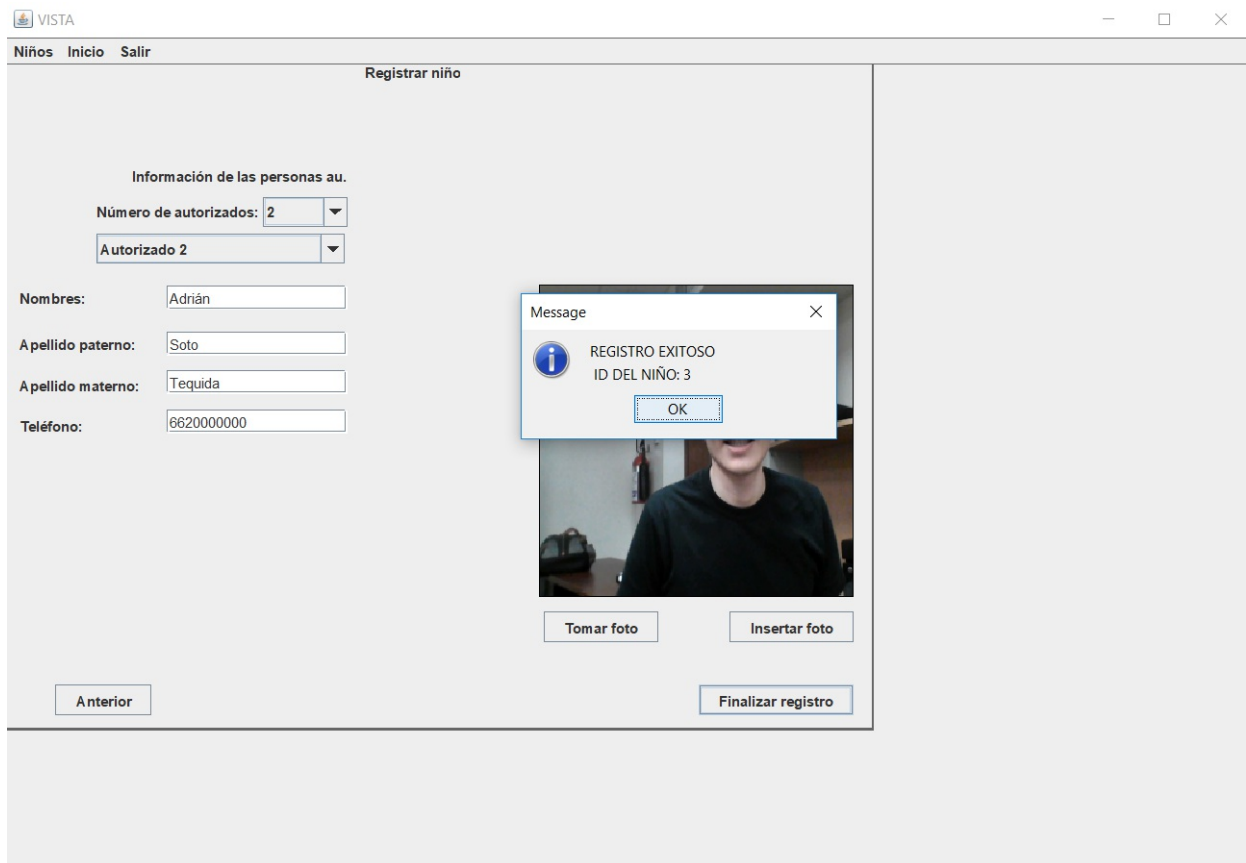 VISTA
Niños Inicio Salir
Registrar niño
Información de las personas au.
Número de autorizados: 2
Autorizado 2
Nombres: Adrián
Apellido paterno: Soto
Apellido materno: Tequida
Teléfono: 6620000000
Message
REGISTRO EXITOSO
ID DEL NIÑO: 3
OK
Tomar foto Insertar foto
Anterior Finalizar registro